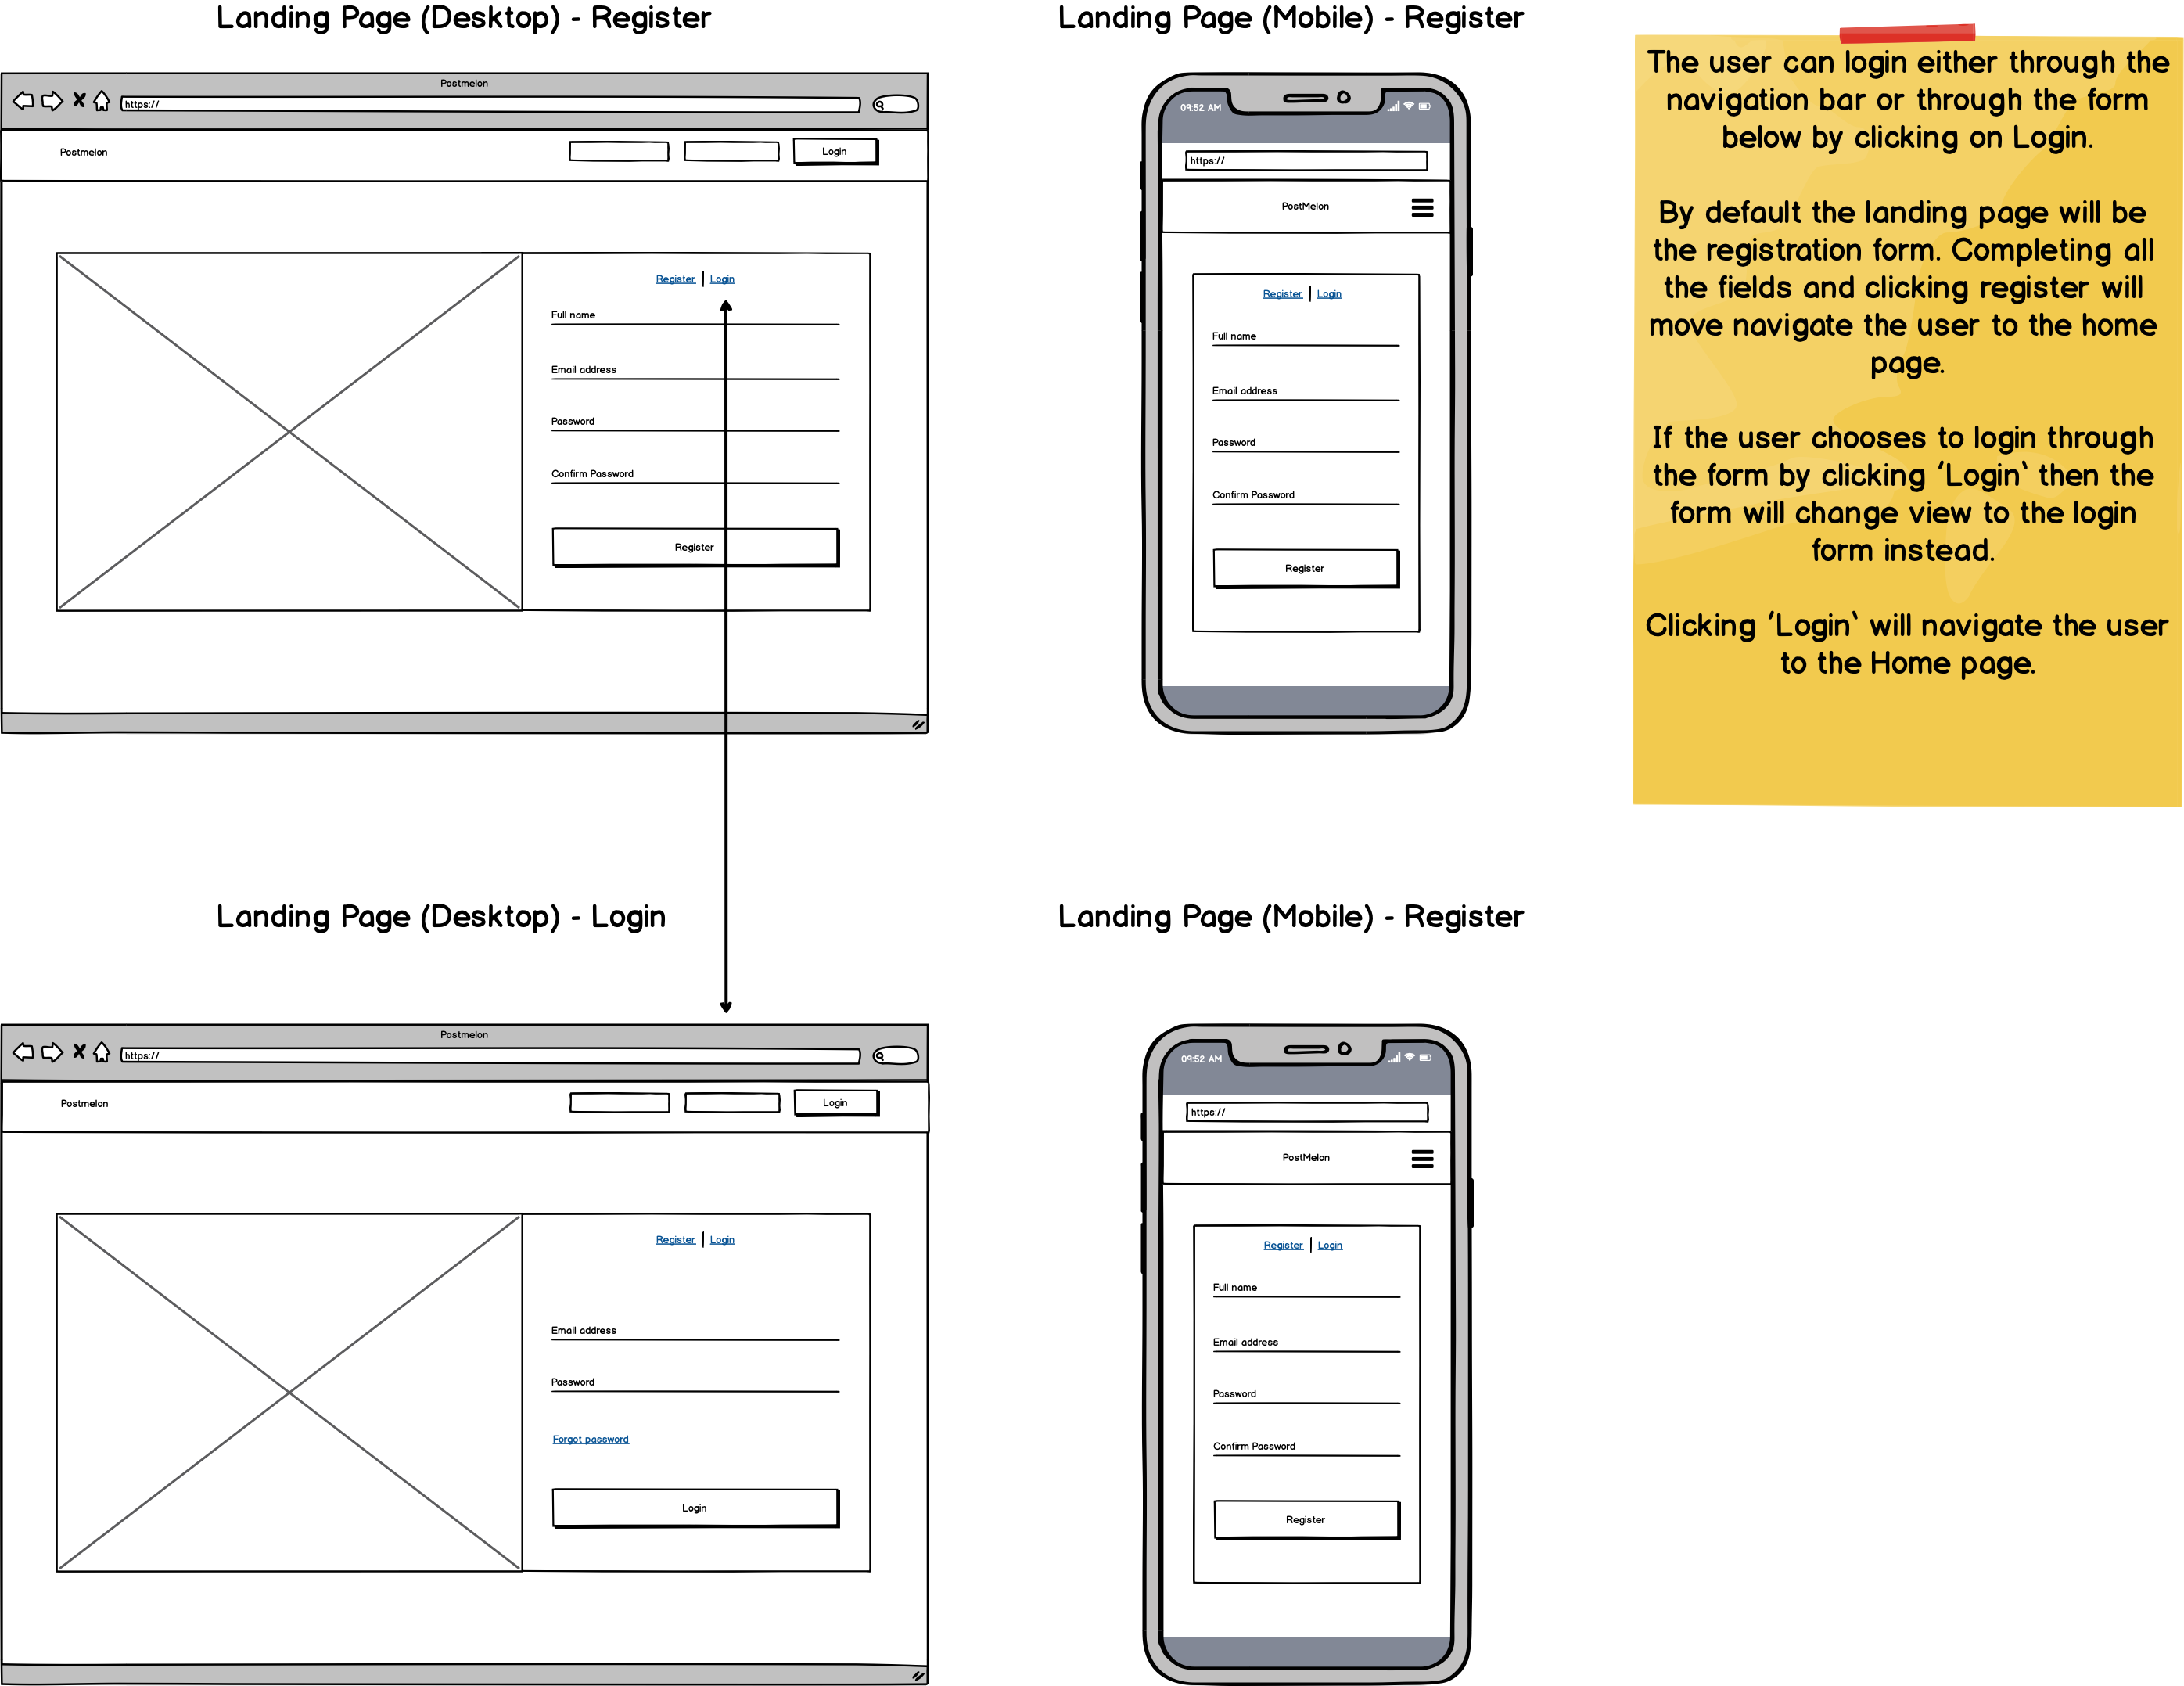 Landing Page (Desktop) - Register
Postmelon
https://
Postmelon
Login
Register | Login
Full name
Email address
Password
Confirm Password
Register
Landing Page (Mobile) - Register
09:52 AM
https://
PostMelon
Register | Login
Full name
Email address
Password
Confirm Password
Register
The user can login either through the
navigation bar or through the form
below by clicking on Login.
By default the landing page will be
the registration form. Completing all
the fields and clicking register will
move navigate the user to the home
page.
If the user chooses to login through
the form by clicking 'Login' then the
form will change view to the login
form instead.
Clicking 'Login' will navigate the user
to the Home page.
Landing Page (Desktop) - Login
Postmelon
https://
Postmelon
Login
Register | Login
Email address
Password
Forgot password
Login
Landing Page (Mobile) - Register
09:52 AM
https://
PostMelon
Register | Login
Full name
Email address
Password
Confirm Password
Register